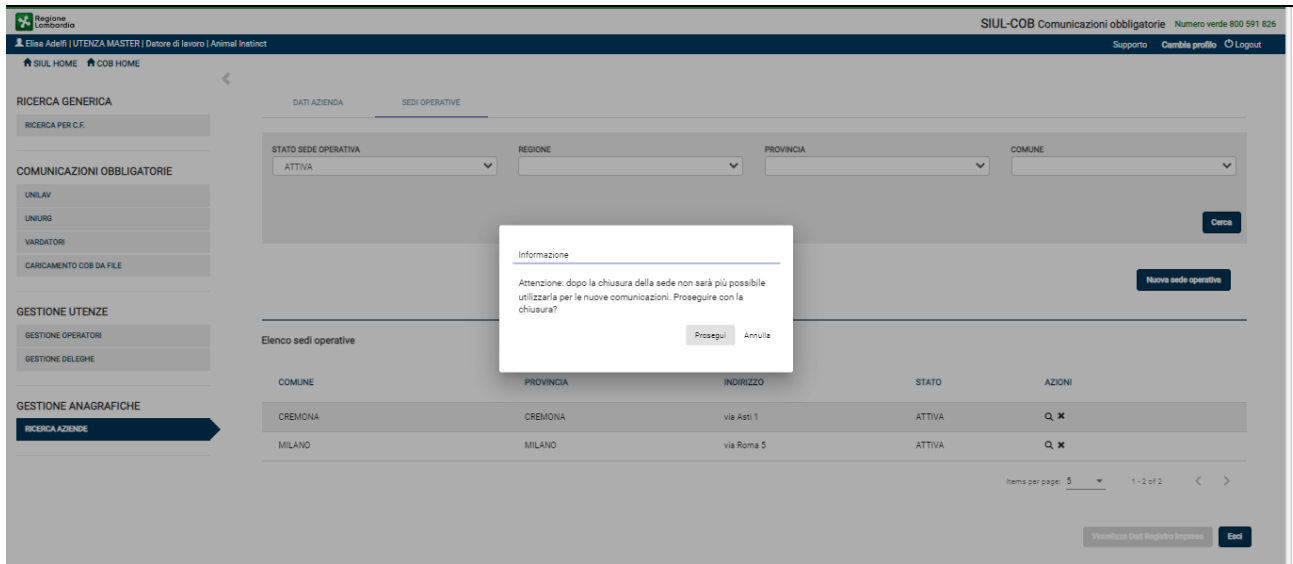 Regione
Lombardia
SIUL-COB Comunicazioni obbligatorie Numero verde 800 591 826
Elisa Adelfi | UTENZA MASTER | Datore di lavoro | Animal Instinct
Supporto Cambia profilo Logout
SIUL HOME COB HOME
RICERCA GENERICA
RICERCA PER C.F.
COMUNICAZIONI OBBLIGATORIE
UNILAV
UNIURG
VARDATORI
CARICAMENTO COB DA FILE
GESTIONE UTENZE
GESTIONE OPERATORI
GESTIONE DELEGHE
GESTIONE ANAGRAFICHE
RICERCA AZIENDE
DATI AZIENDA SEDI OPERATIVE
STATO SEDE OPERATIVA REGIONE PROVINCIA COMUNE
ATTIVA
Cerca
Informazione
Attenzione: dopo la chiusura della sede non sarà più possibile
utilizzarla per le nuove comunicazioni. Proseguire con la
chiusura?
Prosegui Annulla
Nuova sede operativa
Elenco sedi operative
COMUNE PROVINCIA INDIRIZZO STATO AZIONI
CREMONA CREMONA via Asti 1 ATTIVA
MILANO MILANO via Roma 5 ATTIVA
Items per page: 5 1 - 2 of 2
Visualizza Dati Registro Imprese Esci